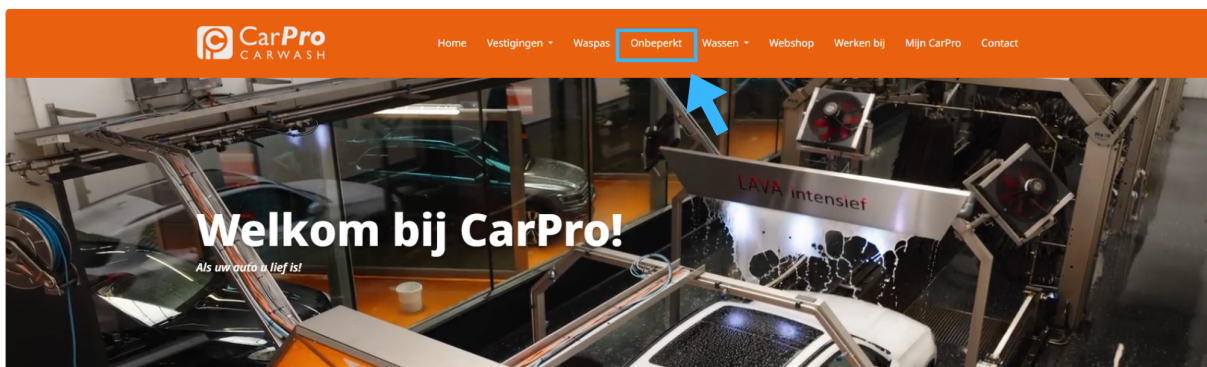 CarPro
CARWASH
Home Vestigingen Waspas Onbeperkt Wassen Webshop Werken bij Mijn CarPro Contact
LAVA intensief
Welkom bij CarPro!
Als uw auto u lief is!